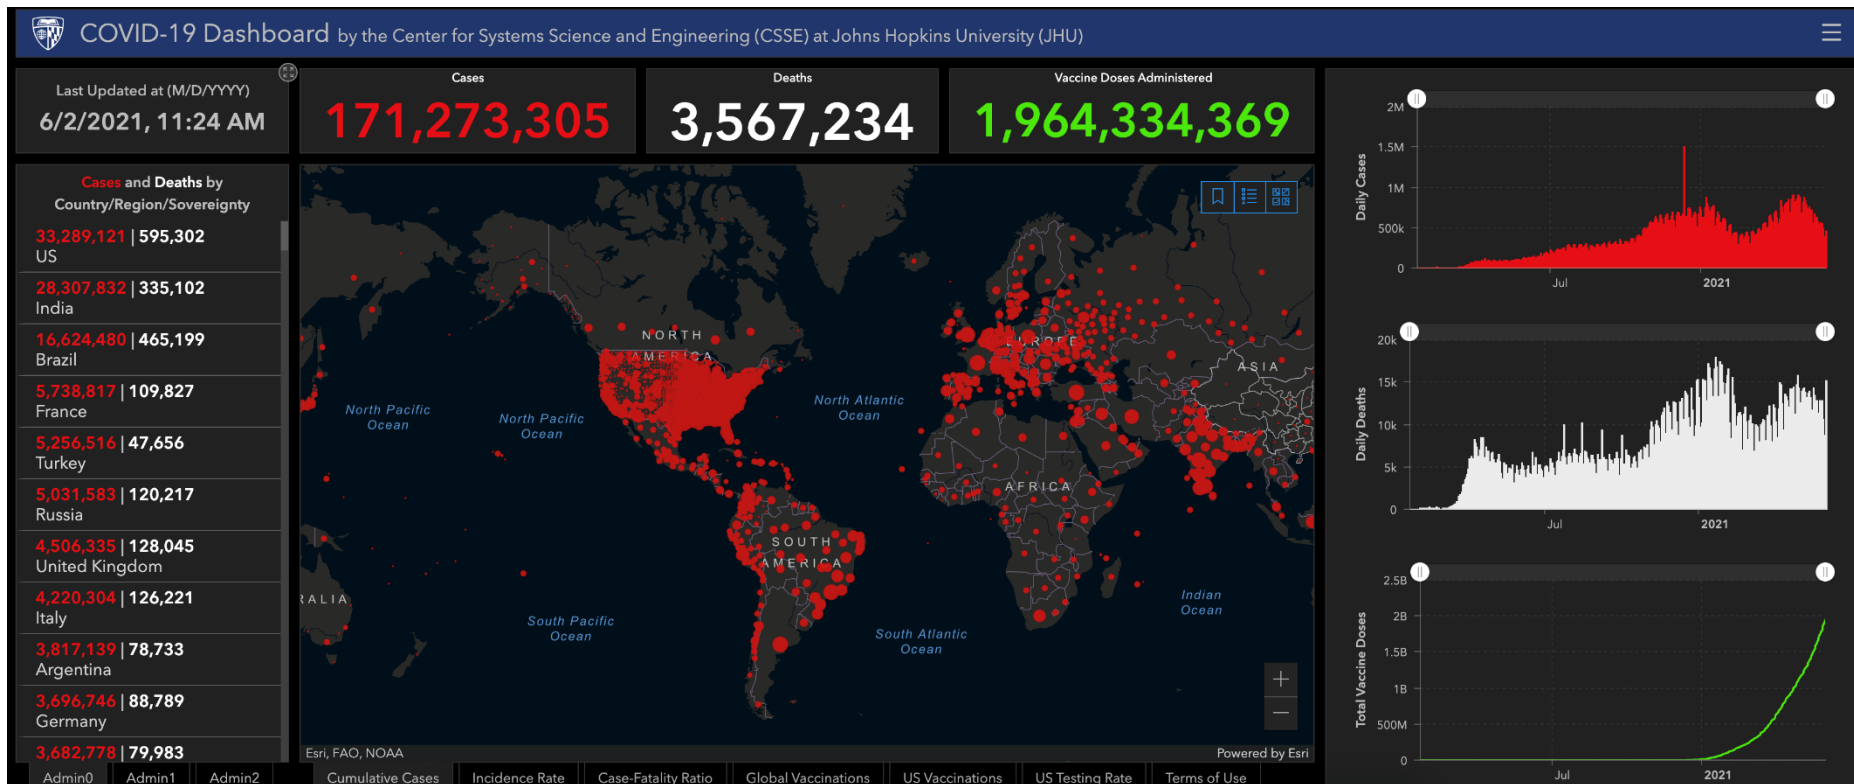 COVID-19 Dashboard by the Center for Systems Science and Engineering (CSSE) at Johns Hopkins University (JHU)
Last Updated at (M/D/YYYY)
6/2/2021, 11:24 AM
Cases
171,273,305
Deaths
3,567,234
Vaccine Doses Administered
1,964,334,369
Cases and Deaths by
Country/Region/Sovereignty
33,289,121 | 595,302
US
28,307,832 | 335,102
India
16,624,480 | 465,199
Brazil
5,738,817 | 109,827
France
5,256,516 | 47,656
Turkey
5,031,583 | 120,217
Russia
4,506,335 | 128,045
United Kingdom
4,220,304 | 126,221
Italy
3,817,139 | 78,733
Argentina
3,696,746 | 88,789
Germany
3,682,778 | 79,983
Admin0
Admin1
Admin2
NORTH
AMERICA
EUROPE
ASIA
North Pacific
Ocean
North Pacific
Ocean
North Atlantic
Ocean
AFRICA
SOUTH
AMERICA
RALIA
South Pacific
Ocean
South Atlantic
Ocean
Indian
Ocean
Esri, FAO, NOAA
Powered by Esri
Cumulative Cases
Incidence Rate
Case-Fatality Ratio
Global Vaccinations
US Vaccinations
US Testing Rate
Terms of Use
Daily Cases
2M
1.5M
1M
500k
0
Jul
2021
Daily Deaths
20k
15k
10k
5k
0
Jul
2021
Total Vaccine Doses
2.5B
2B
1.5B
1B
500M
0
Jul
2021